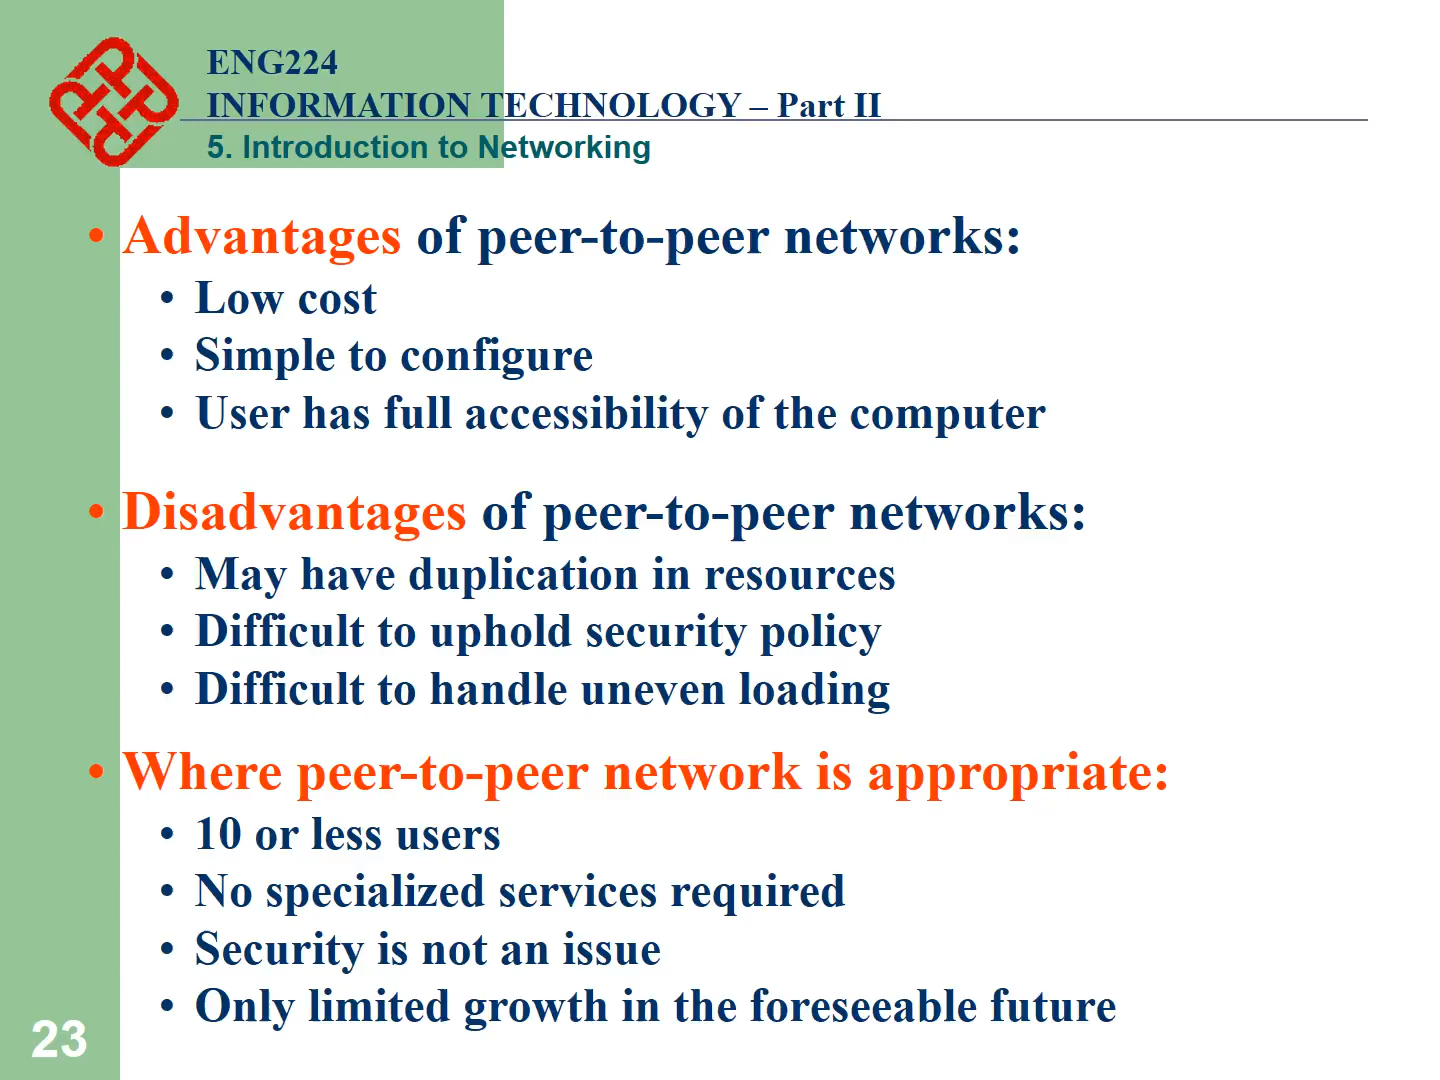 ENG224
INFORMATION TECHNOLOGY – Part II
5. Introduction to Networking
• Advantages of peer-to-peer networks:
• Low cost
• Simple to configure
• User has full accessibility of the computer
• Disadvantages of peer-to-peer networks:
• May have duplication in resources
• Difficult to uphold security policy
• Difficult to handle uneven loading
• Where peer-to-peer network is appropriate:
• 10 or less users
• No specialized services required
• Security is not an issue
• Only limited growth in the foreseeable future
23